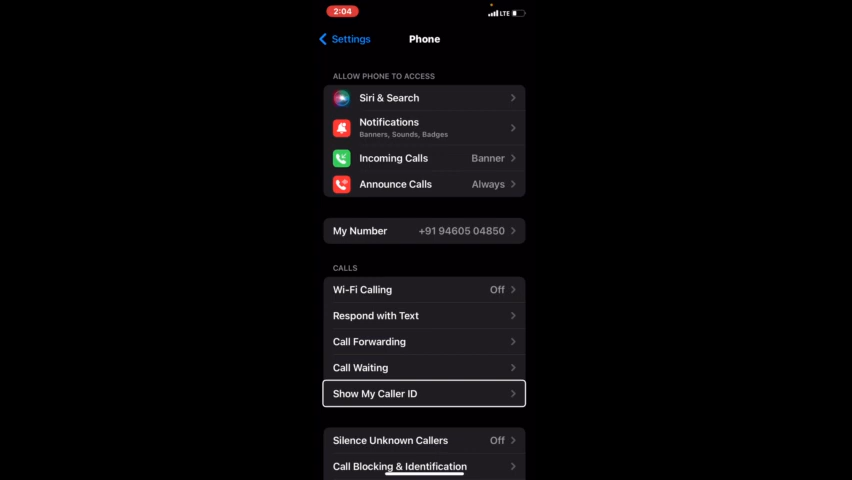 2:04
LTE
Settings
Phone
ALLOW PHONE TO ACCESS
Siri & Search
Notifications
Banners, Sounds, Badges
Incoming Calls Banner
Announce Calls Always
My Number +91 94605 04850
CALLS
Wi-Fi Calling Off
Respond with Text
Call Forwarding
Call Waiting
Show My Caller ID
Silence Unknown Callers Off
Call Blocking & Identification